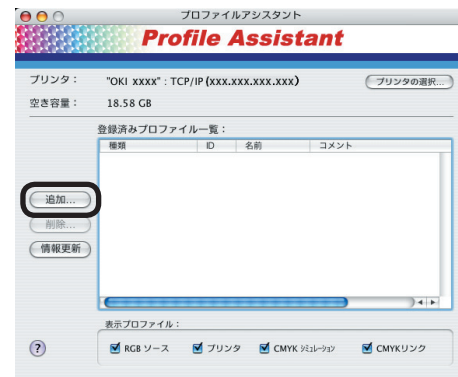 プロファイルアシスタント
Profile Assistant
プリンタ： "OKI xxxx" : TCP/IP (xxx.xxx.xxx.xxx) プリンタの選択...
空き容量： 18.58 GB
登録済みプロファイル一覧：
種類 ID 名前 コメント
追加...
削除...
情報更新
表示プロファイル：
? RGB ソース プリンタ CMYK ｼﾐｭﾚｰｼｮﾝ CMYKリンク